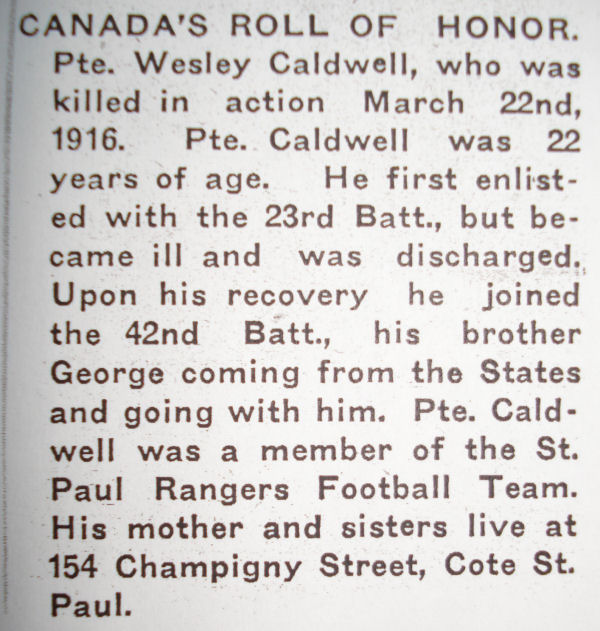 CANADA'S ROLL OF HONOR.
Pte. Wesley Caldwell, who was
killed in action March 22nd,
1916. Pte. Caldwell was 22
years of age. He first enlist-
ed with the 23rd Batt., but be-
came ill and was discharged.
Upon his recovery he joined
the 42nd Batt., his brother
George coming from the States
and going with him. Pte. Cald-
well was a member of the St.
Paul Rangers Football Team.
His mother and sisters live at
154 Champigny Street, Cote St.
Paul.